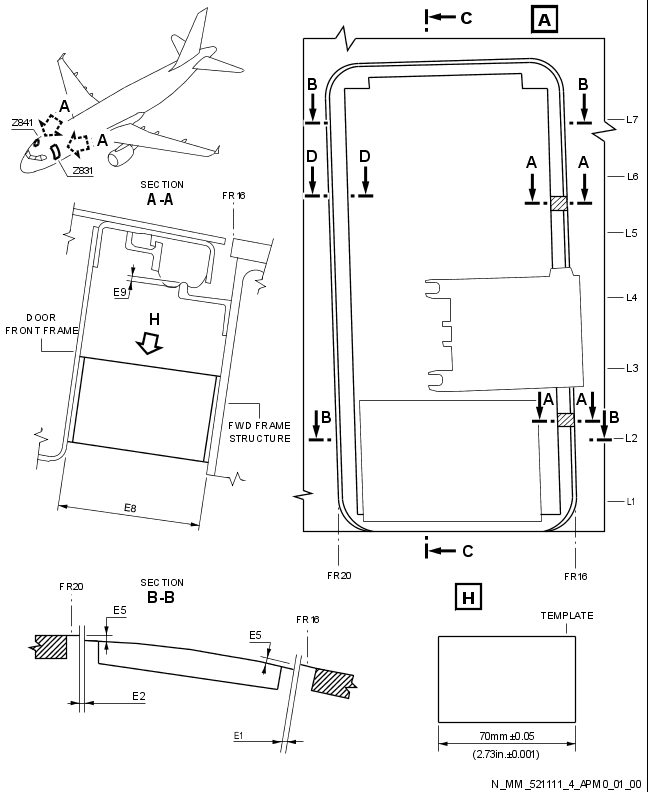 C
A
B
B
L7
A
Z841
A
D
D
A
A
L6
Z831
SECTION
A-A
FR16
L5
E9
L4
H
DOOR
FRONT FRAME
L3
A
A
B
B
FWD FRAME
STRUCTURE
L2
E8
L1
C
FR20
FR16
SECTION
B-B
FR20
E5
H
FR16
TEMPLATE
E5
E2
E1
70mm ±0.05
(2.73in.±0.001)
N_MM_521111_4_APM0_01_00